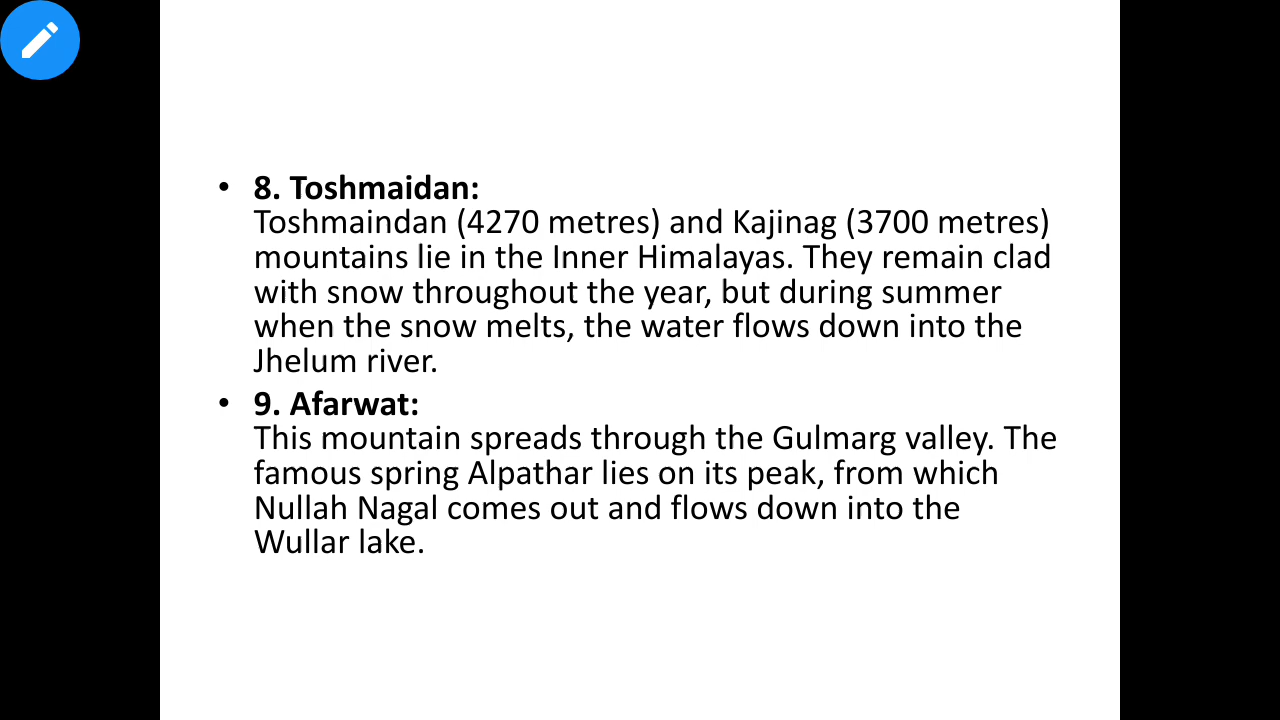 • 8. Toshmaidan:
Toshmaindan (4270 metres) and Kajinag (3700 metres)
mountains lie in the Inner Himalayas. They remain clad
with snow throughout the year, but during summer
when the snow melts, the water flows down into the
Jhelum river.
• 9. Afarwat:
This mountain spreads through the Gulmarg valley. The
famous spring Alpathar lies on its peak, from which
Nullah Nagal comes out and flows down into the
Wullar lake.